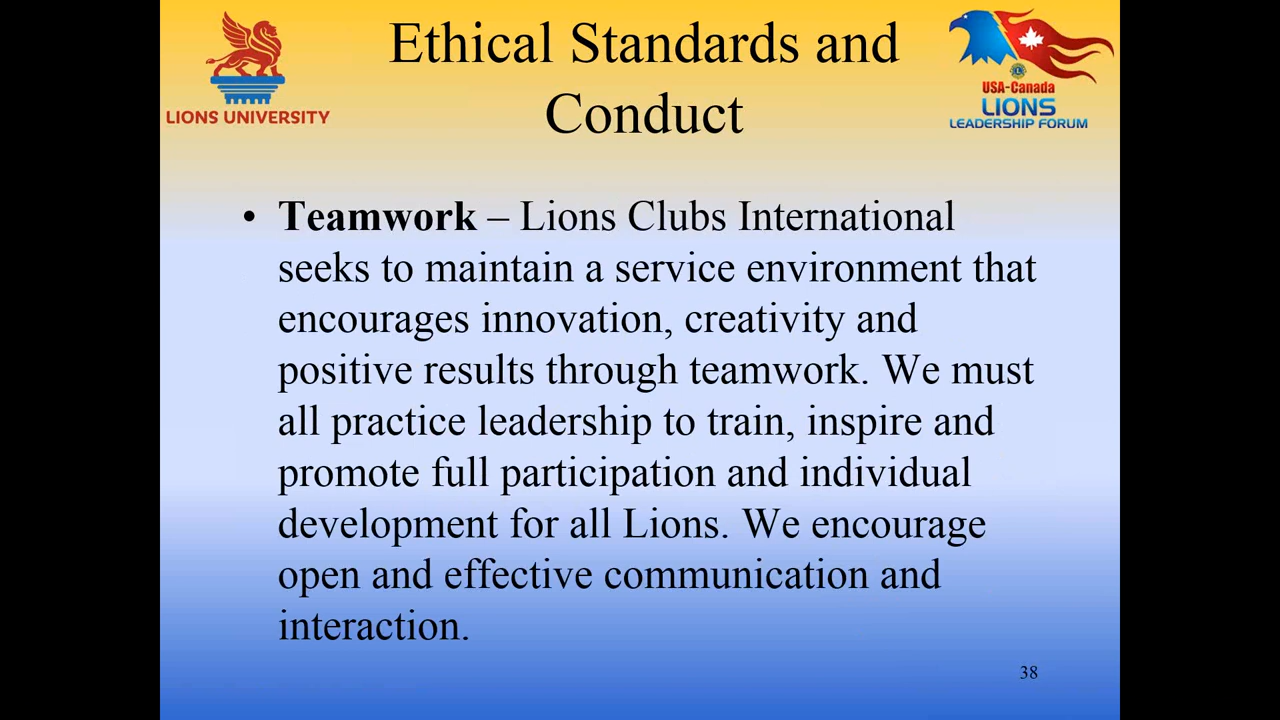 Ethical Standards and
Conduct
LIONS UNIVERSITY
USA-Canada
LIONS
LEADERSHIP FORUM
• Teamwork – Lions Clubs International
seeks to maintain a service environment that
encourages innovation, creativity and
positive results through teamwork. We must
all practice leadership to train, inspire and
promote full participation and individual
development for all Lions. We encourage
open and effective communication and
interaction.
38